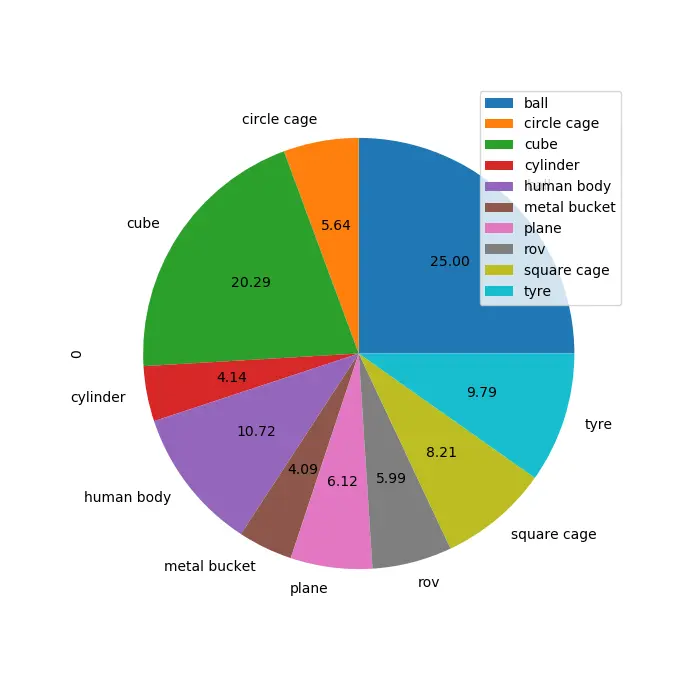 ball
circle cage
cube
cylinder
human body
metal bucket
plane
rov
square cage
tyre
circle cage
cube
cylinder
human body
metal bucket
plane
rov
square cage
tyre
25.00
5.64
20.29
4.14
10.72
4.09
6.12
5.99
8.21
9.79
0